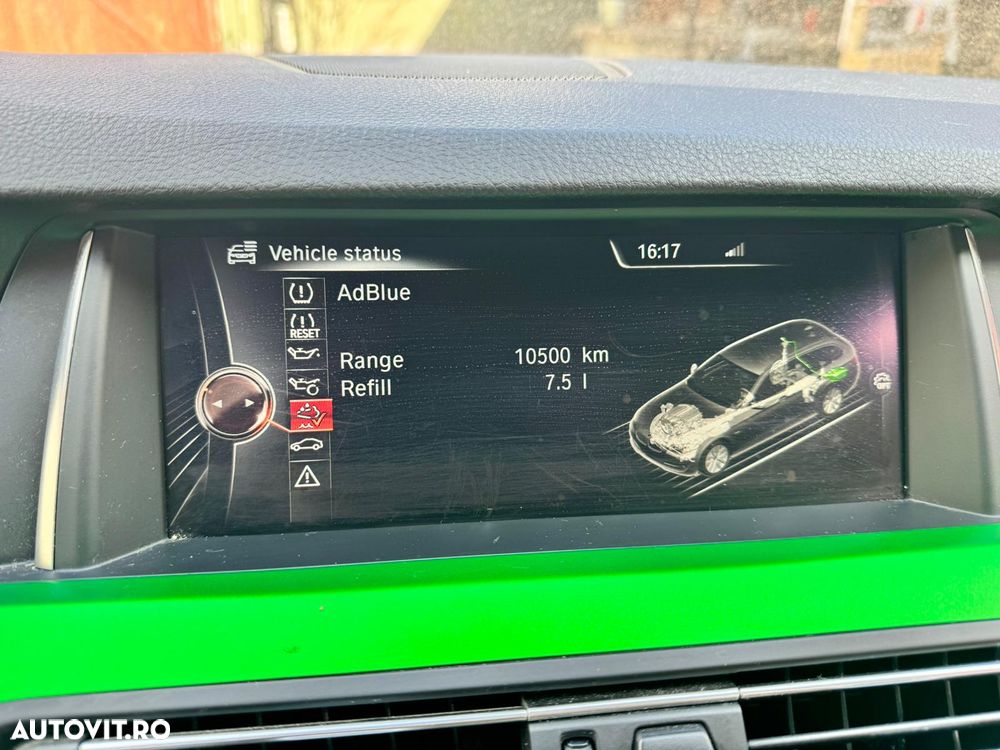 Vehicle status
16:17
AdBlue
RESET
Range 10500 km
Refill 7.5 l
AUTOVIT.RO